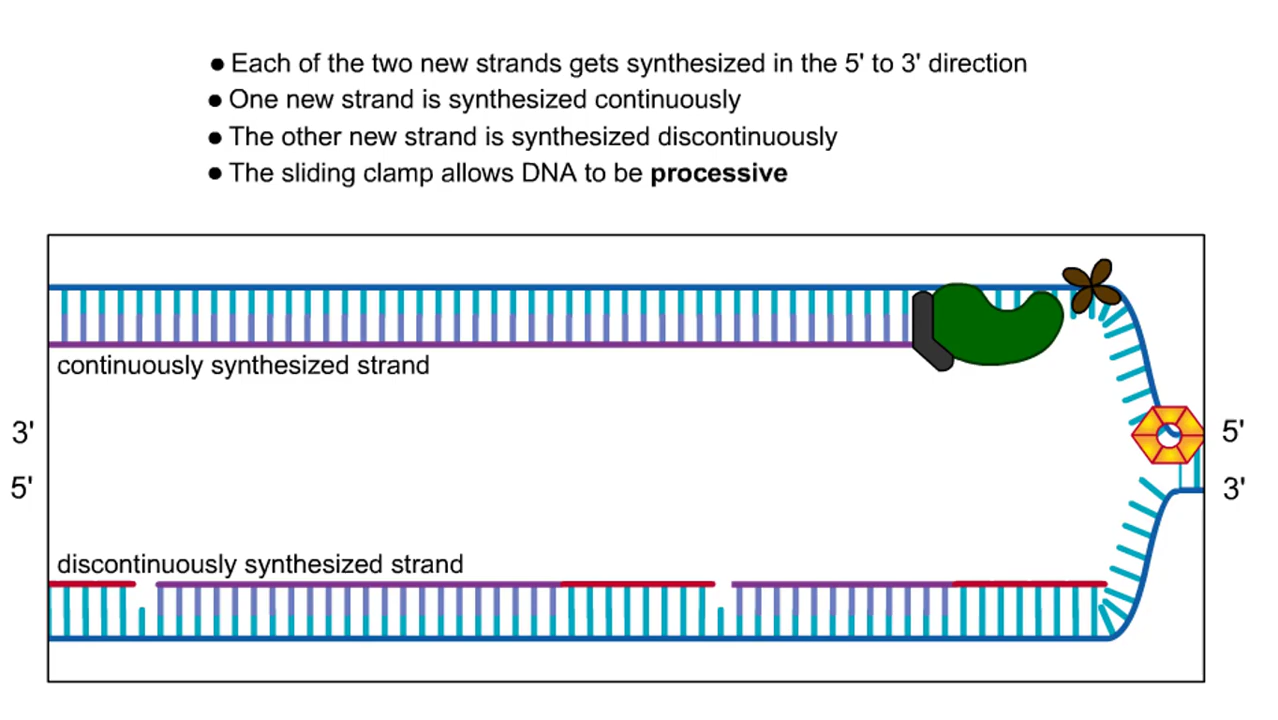 ● Each of the two new strands gets synthesized in the 5' to 3' direction
● One new strand is synthesized continuously
● The other new strand is synthesized discontinuously
● The sliding clamp allows DNA to be processive
continuously synthesized strand
3'
5'
5'
3'
discontinuously synthesized strand